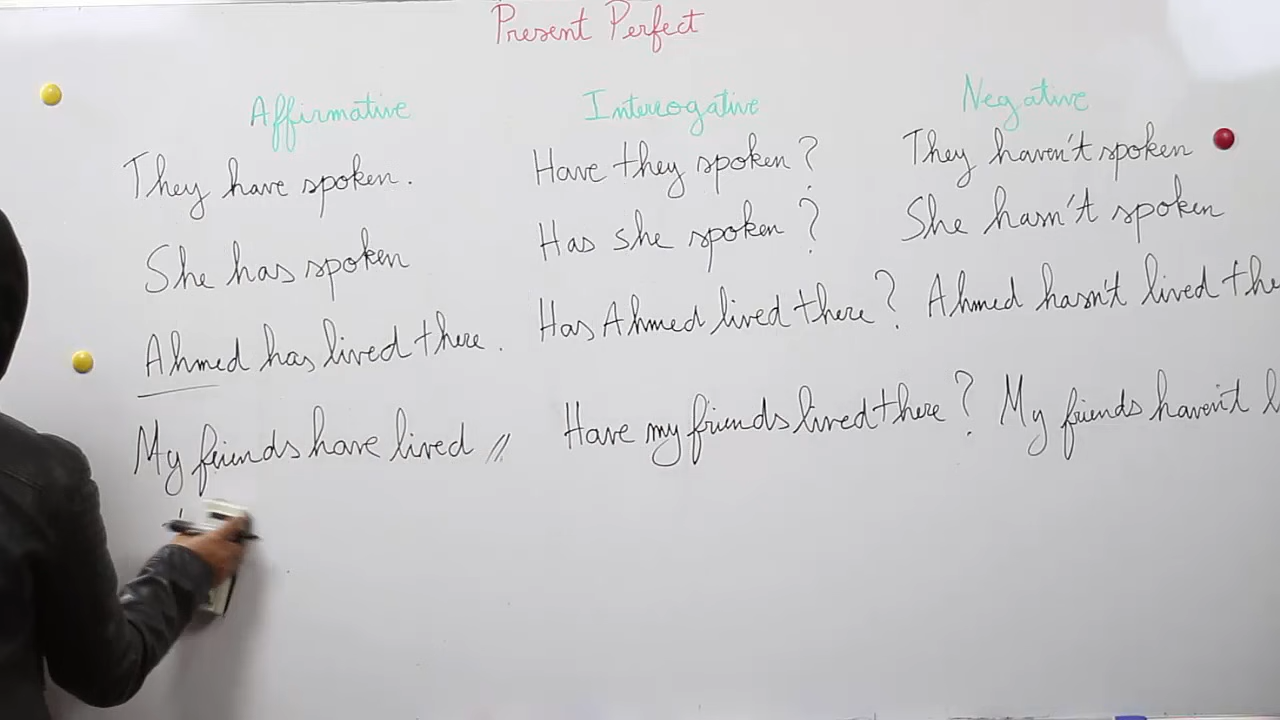 Present Perfect
Affirmative Interrogative Negative
They have spoken. Have they spoken? They haven't spoken
She has spoken Has she spoken? She hasn't spoken
Ahmed has lived there. Has Ahmed lived there? Ahmed hasn't lived the
My friends have lived // Have my friends lived there? My friends haven't